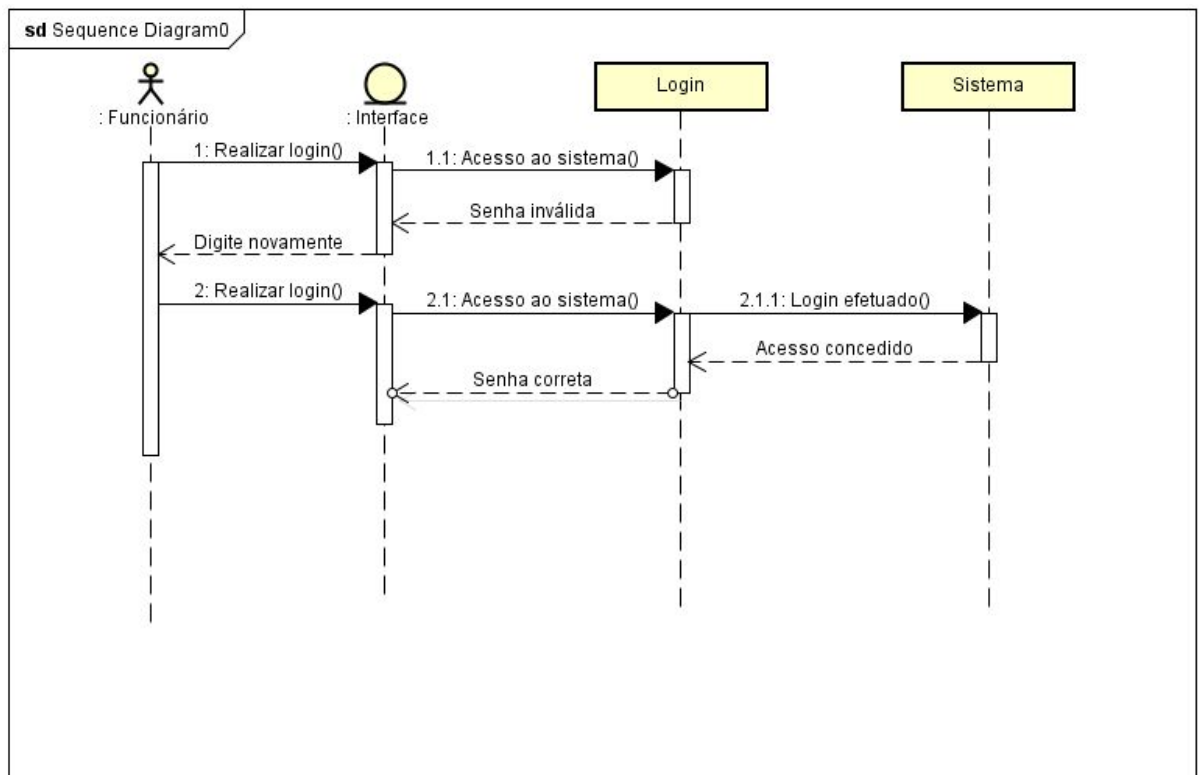 sd Sequence Diagram0
: Funcionário
: Interface
Login
Sistema
1: Realizar login()
1.1: Acesso ao sistema()
Senha inválida
Digite novamente
2: Realizar login()
2.1: Acesso ao sistema()
2.1.1: Login efetuado()
Acesso concedido
Senha correta